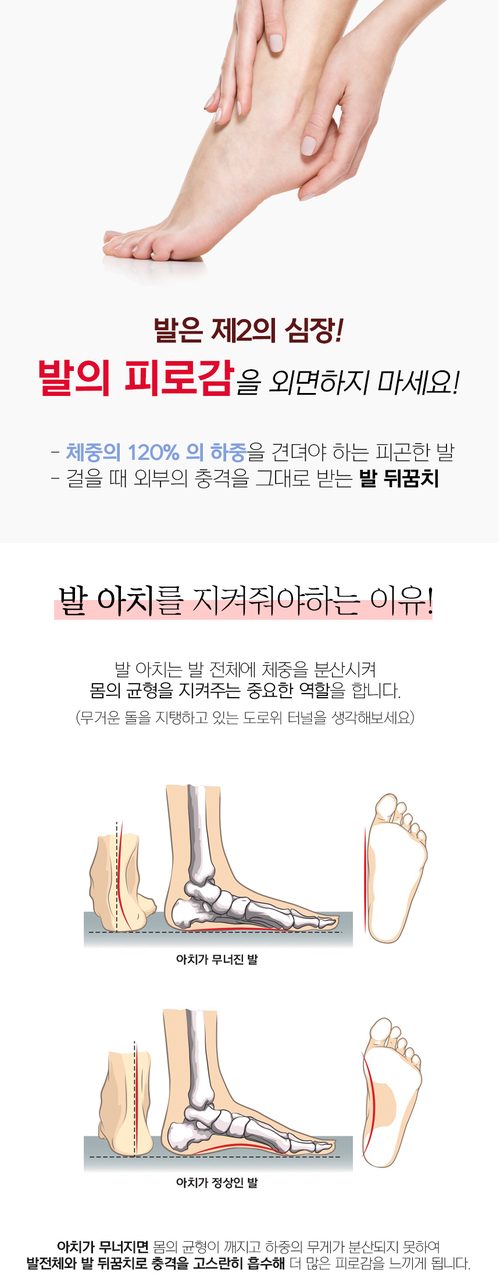 발은 제2의 심장!
발의 피로감을 외면하지 마세요!
- 체중의 120% 의 하중을 견뎌야 하는 피곤한 발
- 걸을 때 외부의 충격을 그대로 받는 발 뒤꿈치
발 아치를 지켜줘야하는 이유!
발 아치는 발 전체에 체중을 분산시켜
몸의 균형을 지켜주는 중요한 역할을 합니다.
(무거운 돌을 지탱하고 있는 도로위 터널을 생각해보세요)
아치가 무너진 발
아치가 정상인 발
아치가 무너지면 몸의 균형이 깨지고 하중의 무게가 분산되지 못하여
발전체와 발 뒤꿈치로 충격을 고스란히 흡수해 더 많은 피로감을 느끼게 됩니다.